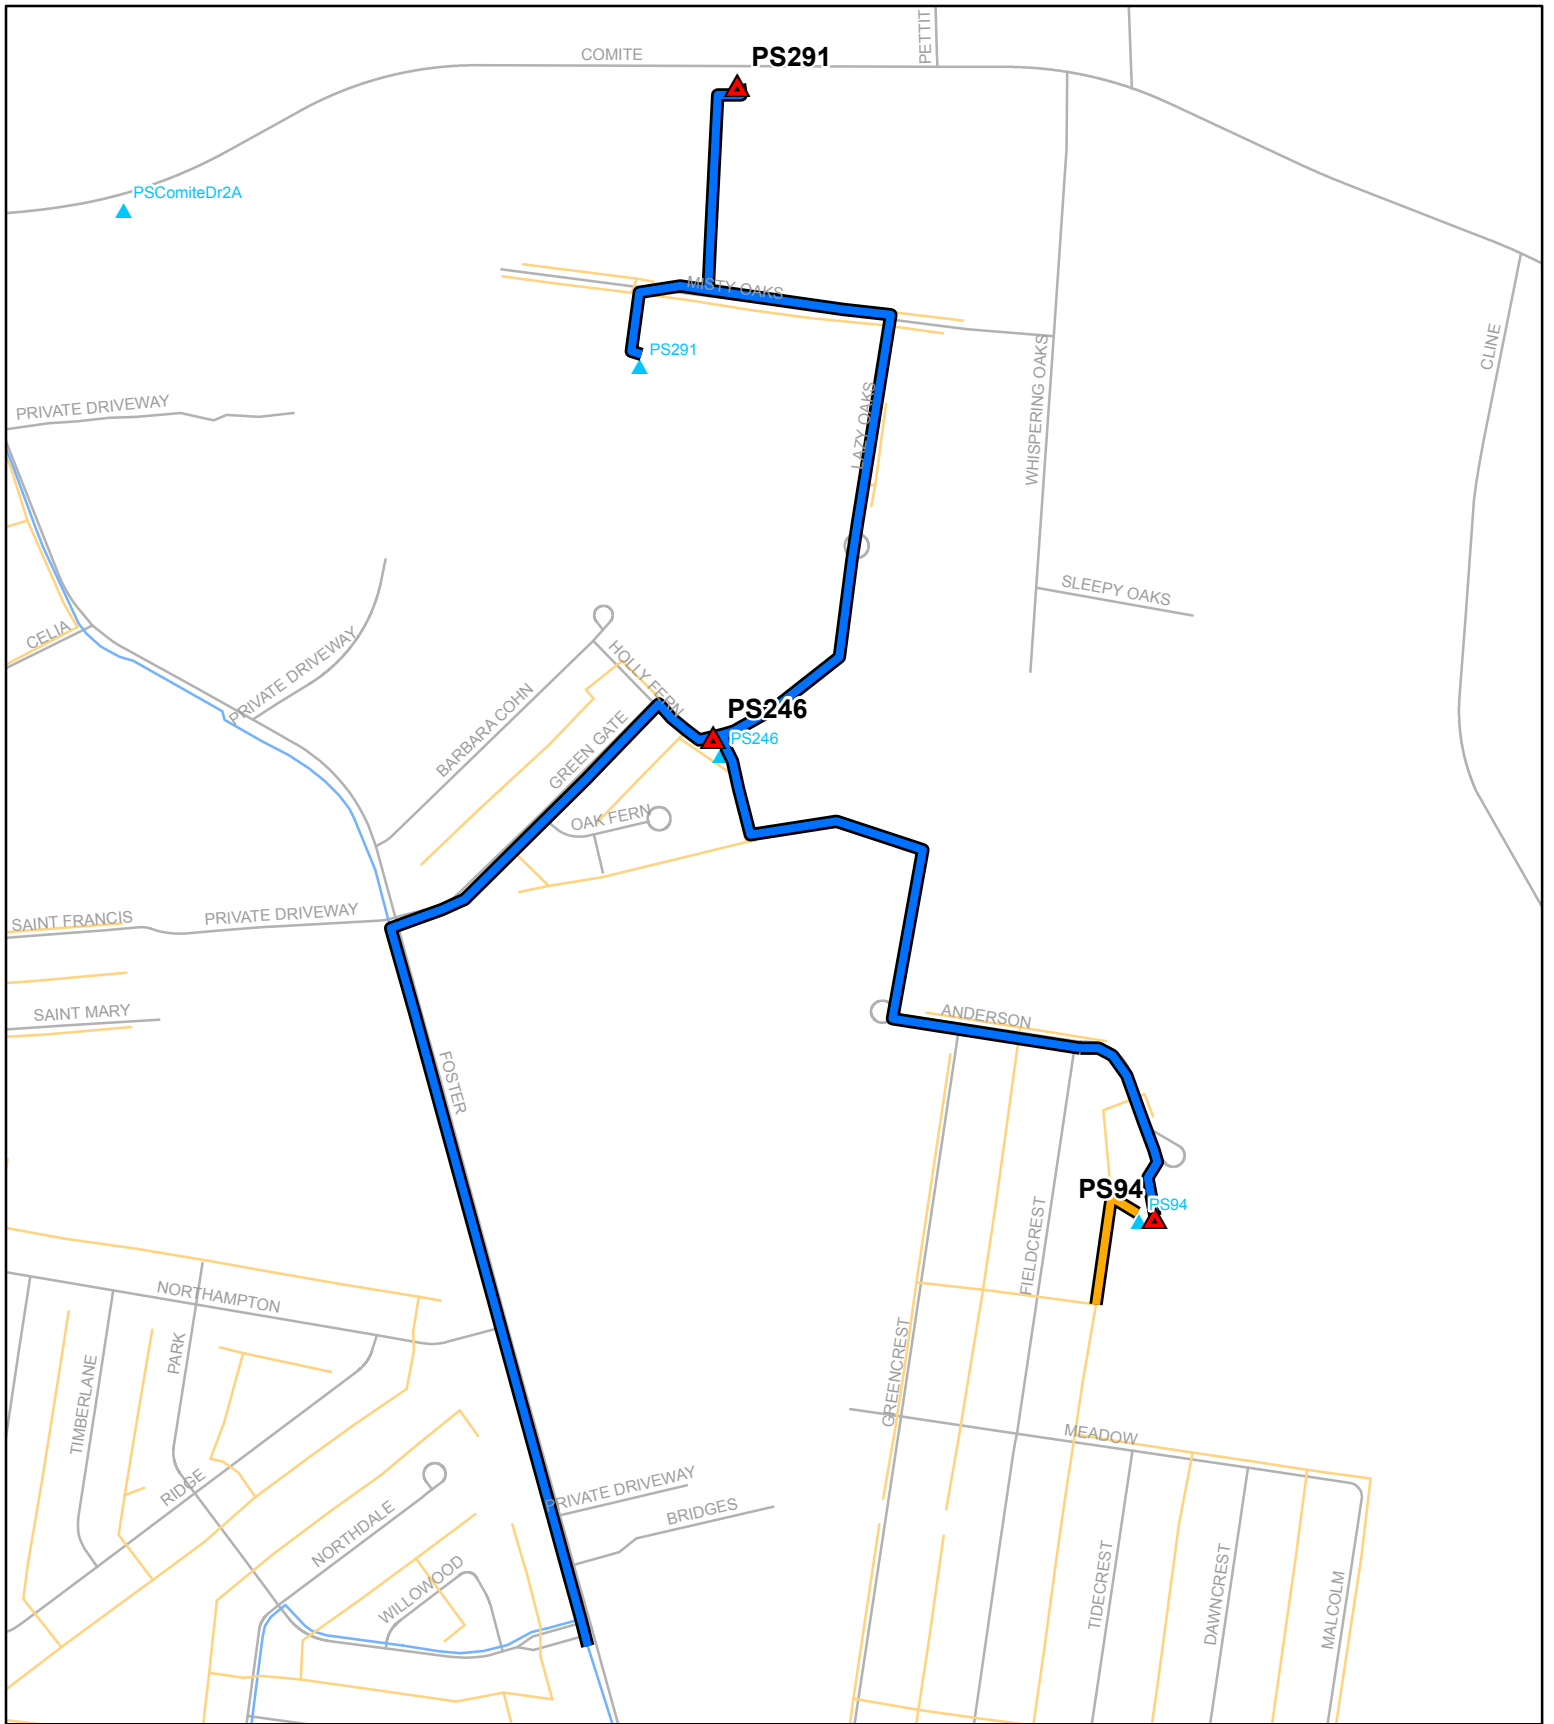 PETTIT
COMITE
PS291
PSComiteDr2A
MISTY OAKS
PS291
CLINE
WHISPERING OAKS
LAZY OAKS
PRIVATE DRIVEWAY
SLEEPY OAKS
CELIA
PRIVATE DRIVEWAY
HOLLY FERN
BARBARA COHN
PS246
PS246
GREEN GATE
OAK FERN
SAINT FRANCIS
PRIVATE DRIVEWAY
SAINT MARY
ANDERSON
FOSTER
PS94
PS94
FIELDCREST
NORTHAMPTON
PARK
TIMBERLANE
GREENCREST
MEADOW
RIDGE
PRIVATE DRIVEWAY
BRIDGES
NORTHDALE
WILLOWOOD
TIDECREST
DAWNCREST
MALCOLM